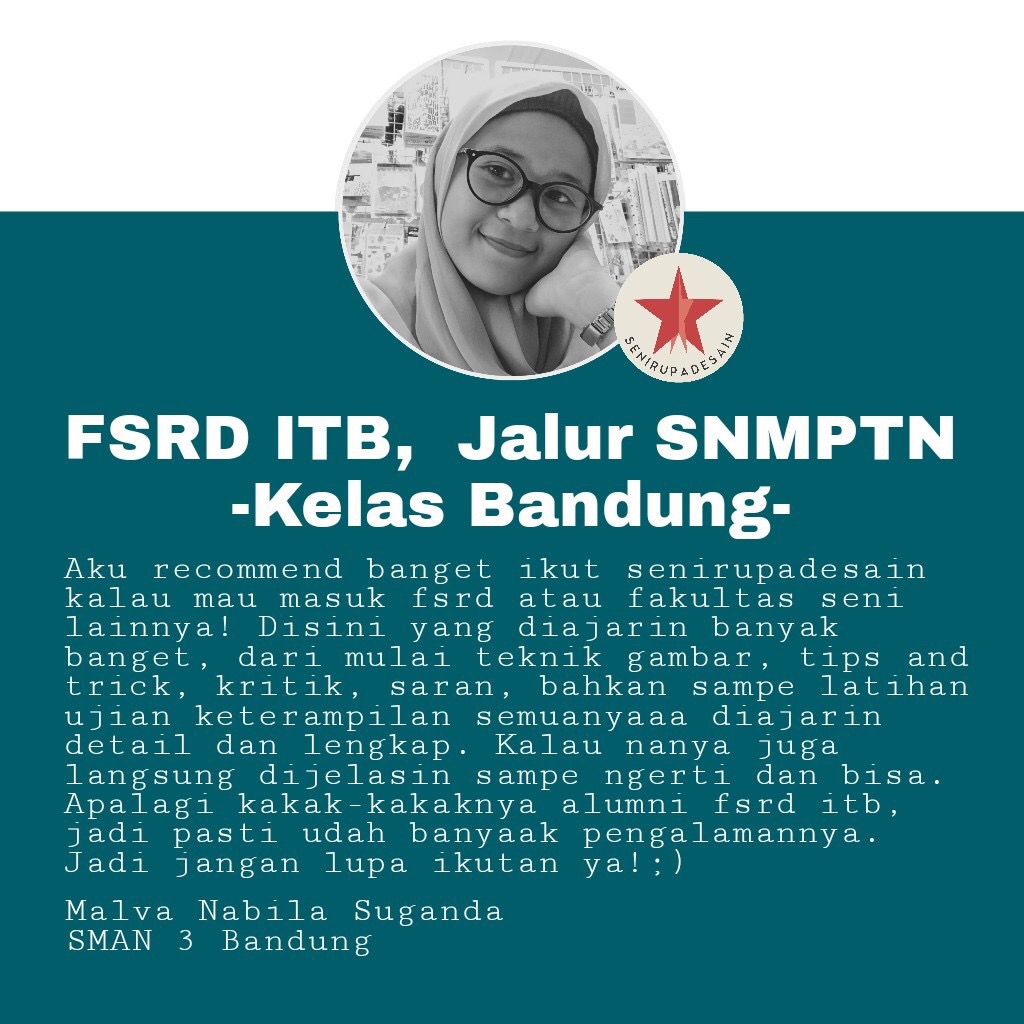 SENIRUPADESAIN
FSRD ITB, Jalur SNMPTN
-Kelas Bandung-
Aku recommend banget ikut senirupadesain
kalau mau masuk fsrd atau fakultas seni
lainnya! Disini yang diajarin banyak
banget, dari mulai teknik gambar, tips and
trick, kritik, saran, bahkan sampe latihan
ujian keterampilan semuanyaaa diajarin
detail dan lengkap. Kalau nanya juga
langsung dijelasin sampe ngerti dan bisa.
Apalagi kakak-kakaknya alumni fsrd itb,
jadi pasti udah banyaak pengalamannya.
Jadi jangan lupa ikutan ya!;)
Malva Nabila Suganda
SMAN 3 Bandung